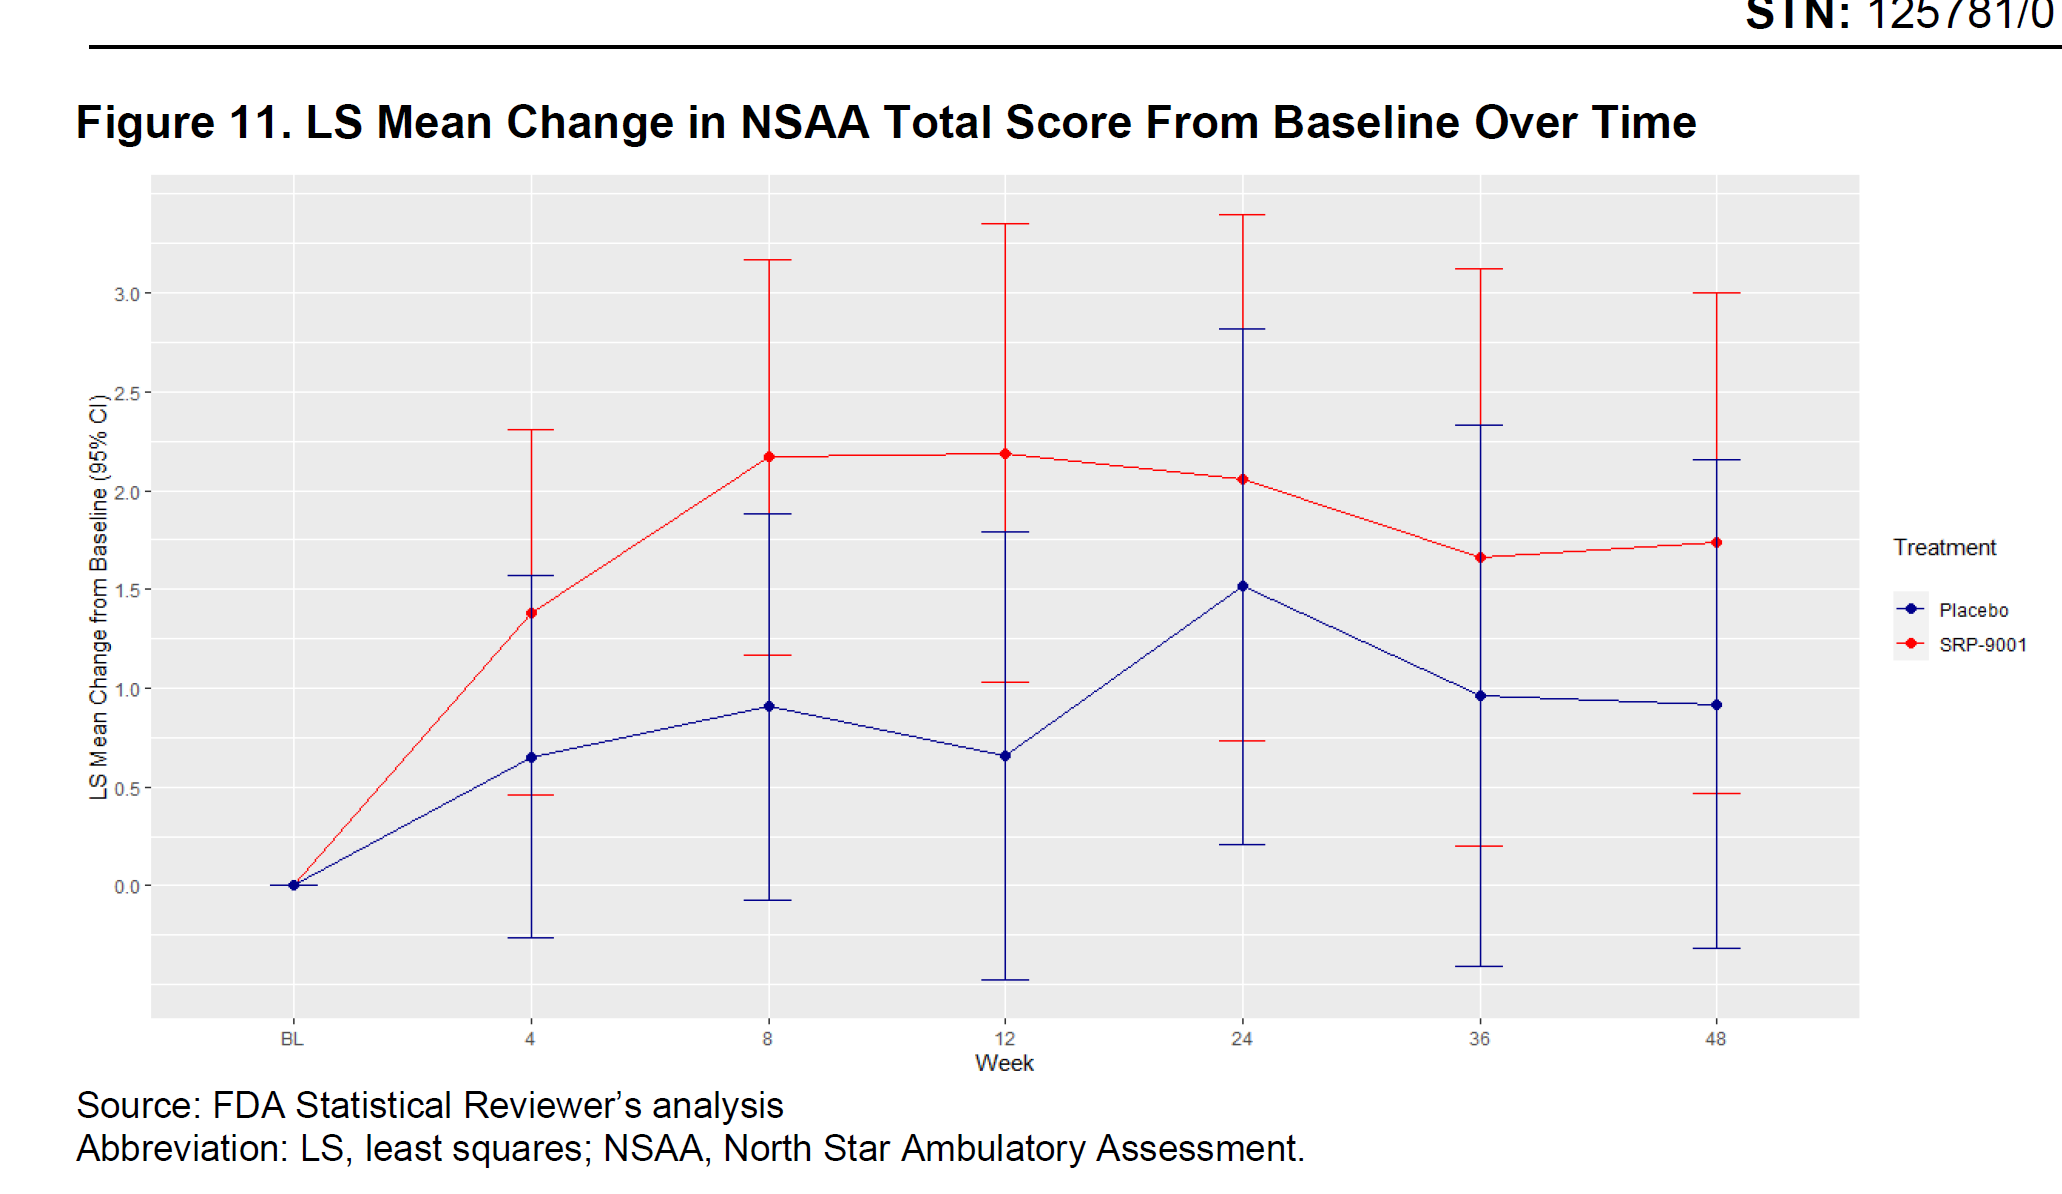 STN: 125781/0
Figure 11. LS Mean Change in NSAA Total Score From Baseline Over Time
LS Mean Change from Baseline (95% CI)
3.0
2.5
2.0
1.5
1.0
0.5
0.0
BL 4 8 12 24 36 48
Week
Treatment
Placebo
SRP-9001
Source: FDA Statistical Reviewer’s analysis
Abbreviation: LS, least squares; NSAA, North Star Ambulatory Assessment.